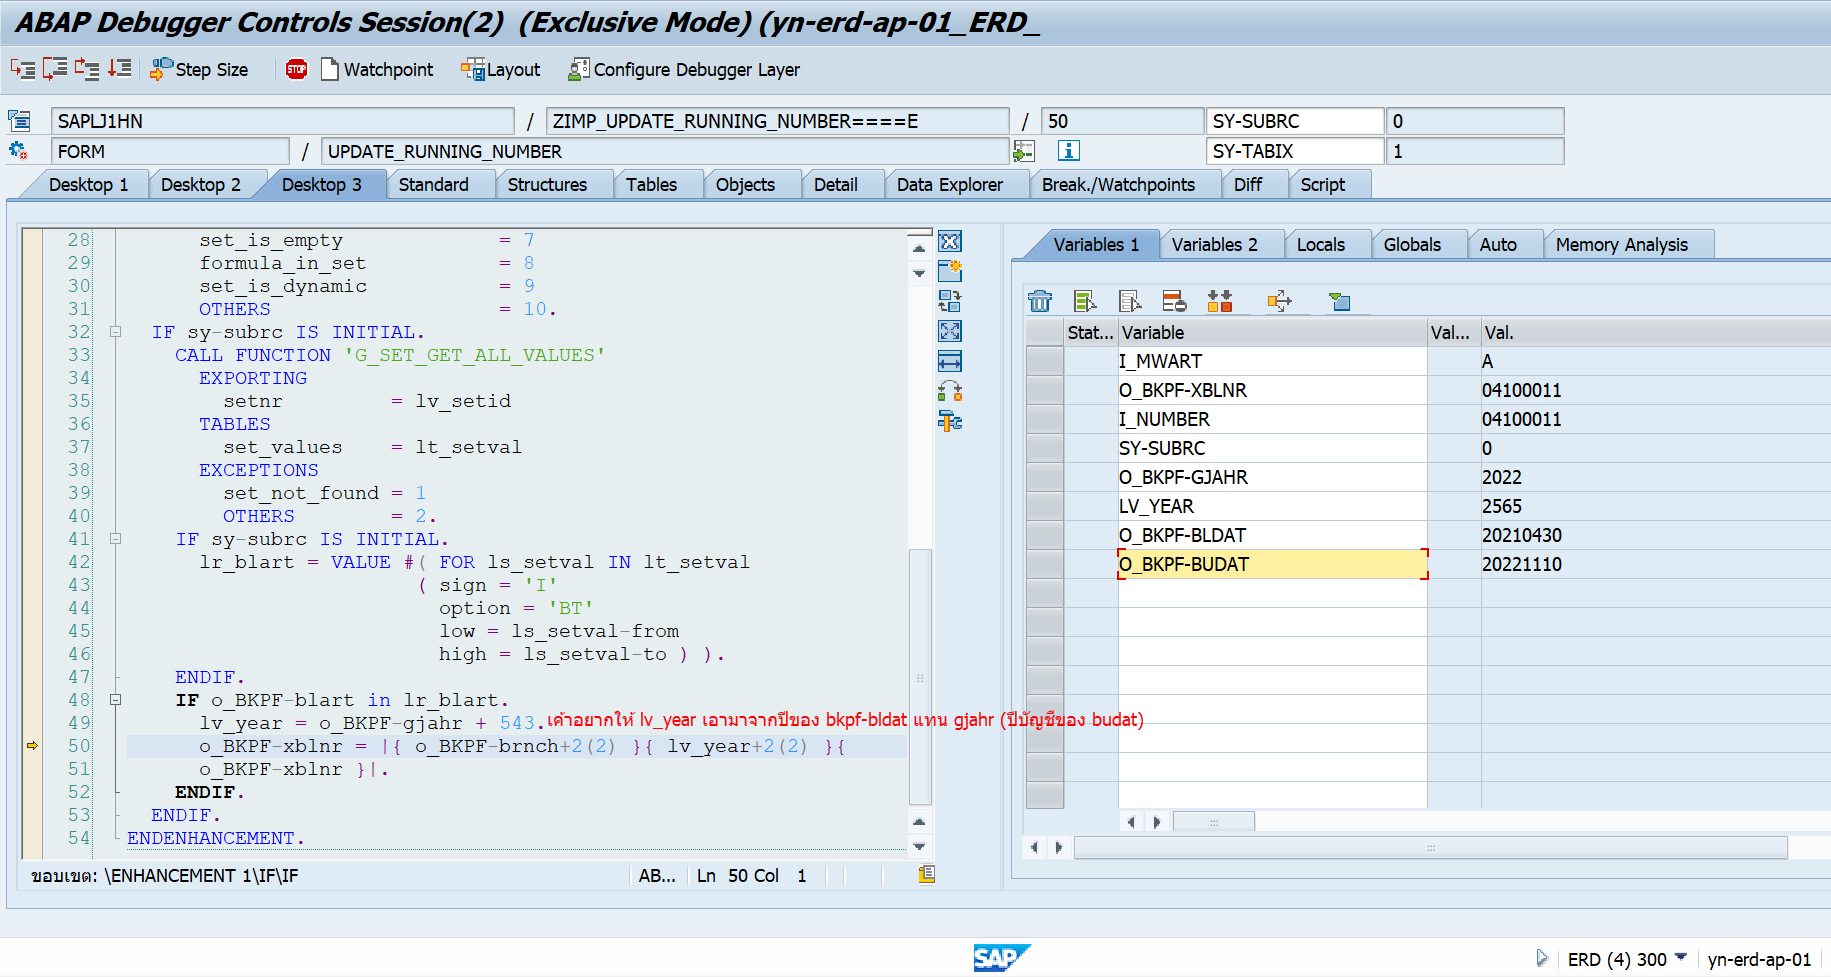 ABAP Debugger Controls Session(2)  (Exclusive Mode) (yn-erd-ap-01_ERD_
Step Size Watchpoint Layout Configure Debugger Layer
SAPLJ1HN / ZIMP_UPDATE_RUNNING_NUMBER====E / 50 SY-SUBRC 0
FORM / UPDATE_RUNNING_NUMBER SY-TABIX 1
Desktop 1 Desktop 2 Desktop 3 Standard Structures Tables Objects Detail Data Explorer Break./Watchpoints Diff Script
28 set_is_empty = 7
29 formula_in_set = 8
30 set_is_dynamic = 9
31 OTHERS = 10.
32 IF sy-subrc IS INITIAL.
33 CALL FUNCTION 'G_SET_GET_ALL_VALUES'
34 EXPORTING
35 setnr = lv_setid
36 TABLES
37 set_values = lt_setval
38 EXCEPTIONS
39 set_not_found = 1
40 OTHERS = 2.
41 IF sy-subrc IS INITIAL.
42 lr_blart = VALUE #( FOR ls_setval IN lt_setval
43 ( sign = 'I'
44 option = 'BT'
45 low = ls_setval-from
46 high = ls_setval-to ) ).
47 ENDIF.
48 IF o_BKPF-blart in lr_blart.
49 lv_year = o_BKPF-gjahr + 543. เค้าอยากให้ lv_year เอามาจากปีของ bkpf-bldat แทน gjahr (ปีบัญชีของ budat)
50 o_BKPF-xblnr = |{ o_BKPF-brnch+2(2) }{ lv_year+2(2) }{
51 o_BKPF-xblnr }|.
52 ENDIF.
53 ENDIF.
54 ENDENHANCEMENT.
ขอบเขต: \ENHANCEMENT 1\IF\IF AB... Ln 50 Col 1
Variables 1 Variables 2 Locals Globals Auto Memory Analysis
Stat... Variable Val... Val.
I_MWART A
O_BKPF-XBLNR 04100011
I_NUMBER 04100011
SY-SUBRC 0
O_BKPF-GJAHR 2022
LV_YEAR 2565
O_BKPF-BLDAT 20210430
O_BKPF-BUDAT 20221110
SAP ERD (4) 300 yn-erd-ap-01
STOP